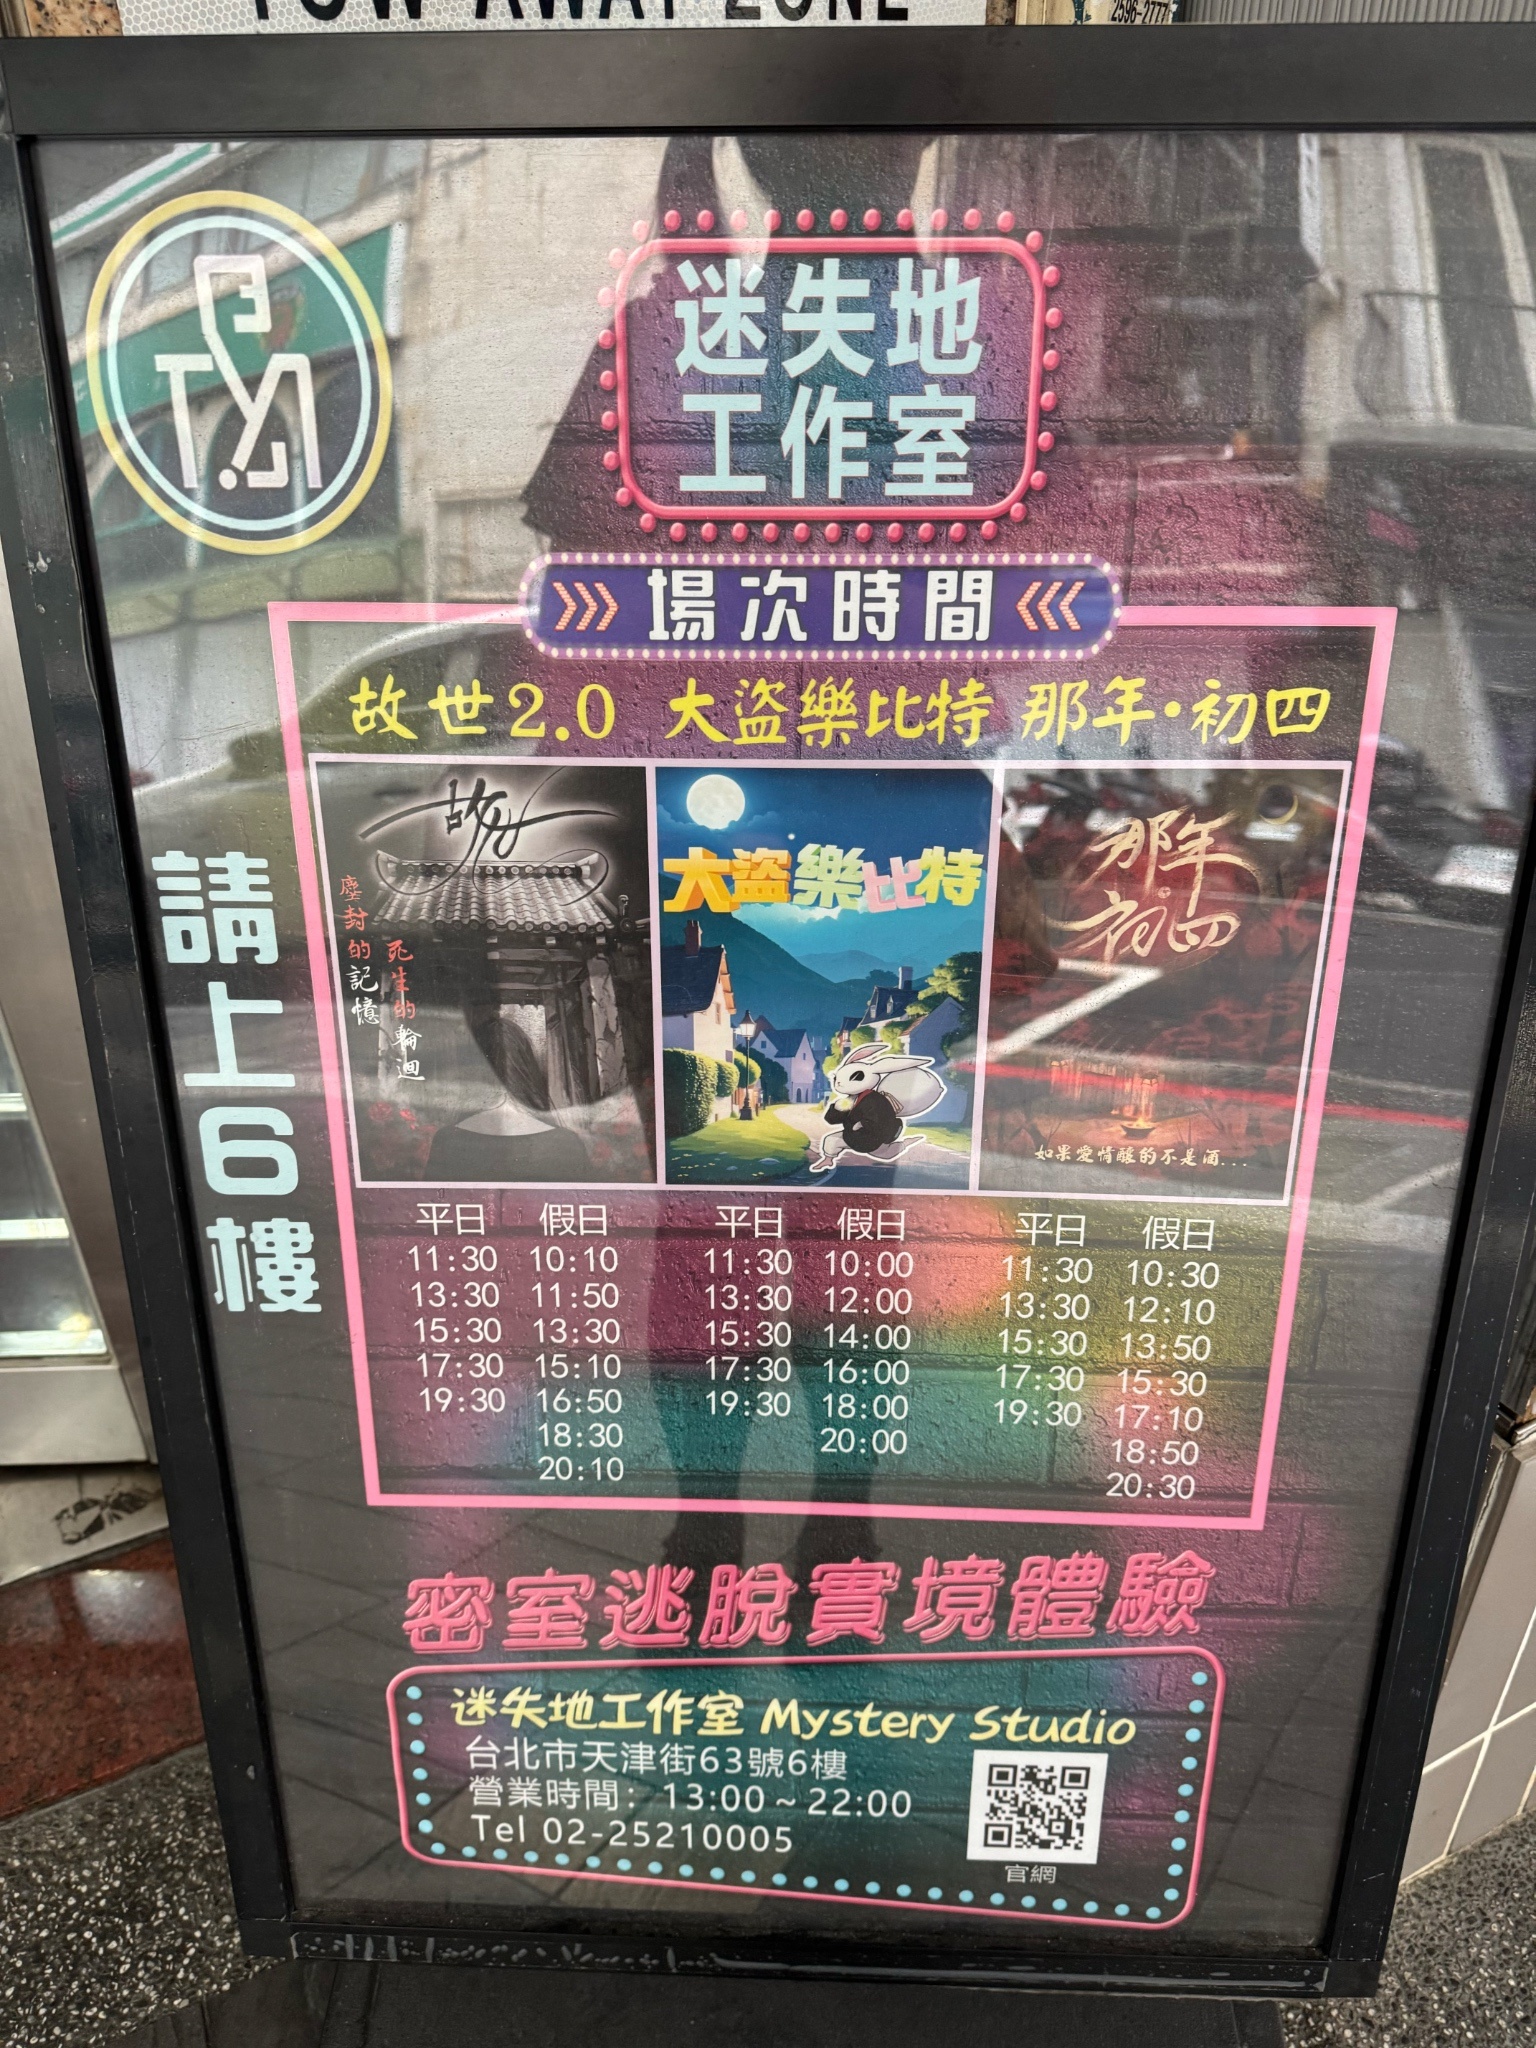 TOW AWAY ZONE
2596-2777
迷失地
工作室
場次時間
故世2.0 大盜樂比特 那年·初四
請上6樓
故世
塵封的記憶
死生的輪迴
大盜樂比特
那年
初四
如果愛情醒的不是酒...
平日 假日 平日 假日 平日 假日
11:30 10:10 11:30 10:00 11:30 10:30
13:30 11:50 13:30 12:00 13:30 12:10
15:30 13:30 15:30 14:00 15:30 13:50
17:30 15:10 17:30 16:00 17:30 15:30
19:30 16:50 19:30 18:00 19:30 17:10
18:30 20:00 18:50
20:10 20:30
密室逃脫實境體驗
迷失地工作室 Mystery Studio
台北市天津街63號6樓
營業時間：13:00～22:00
Tel 02-25210005
官網